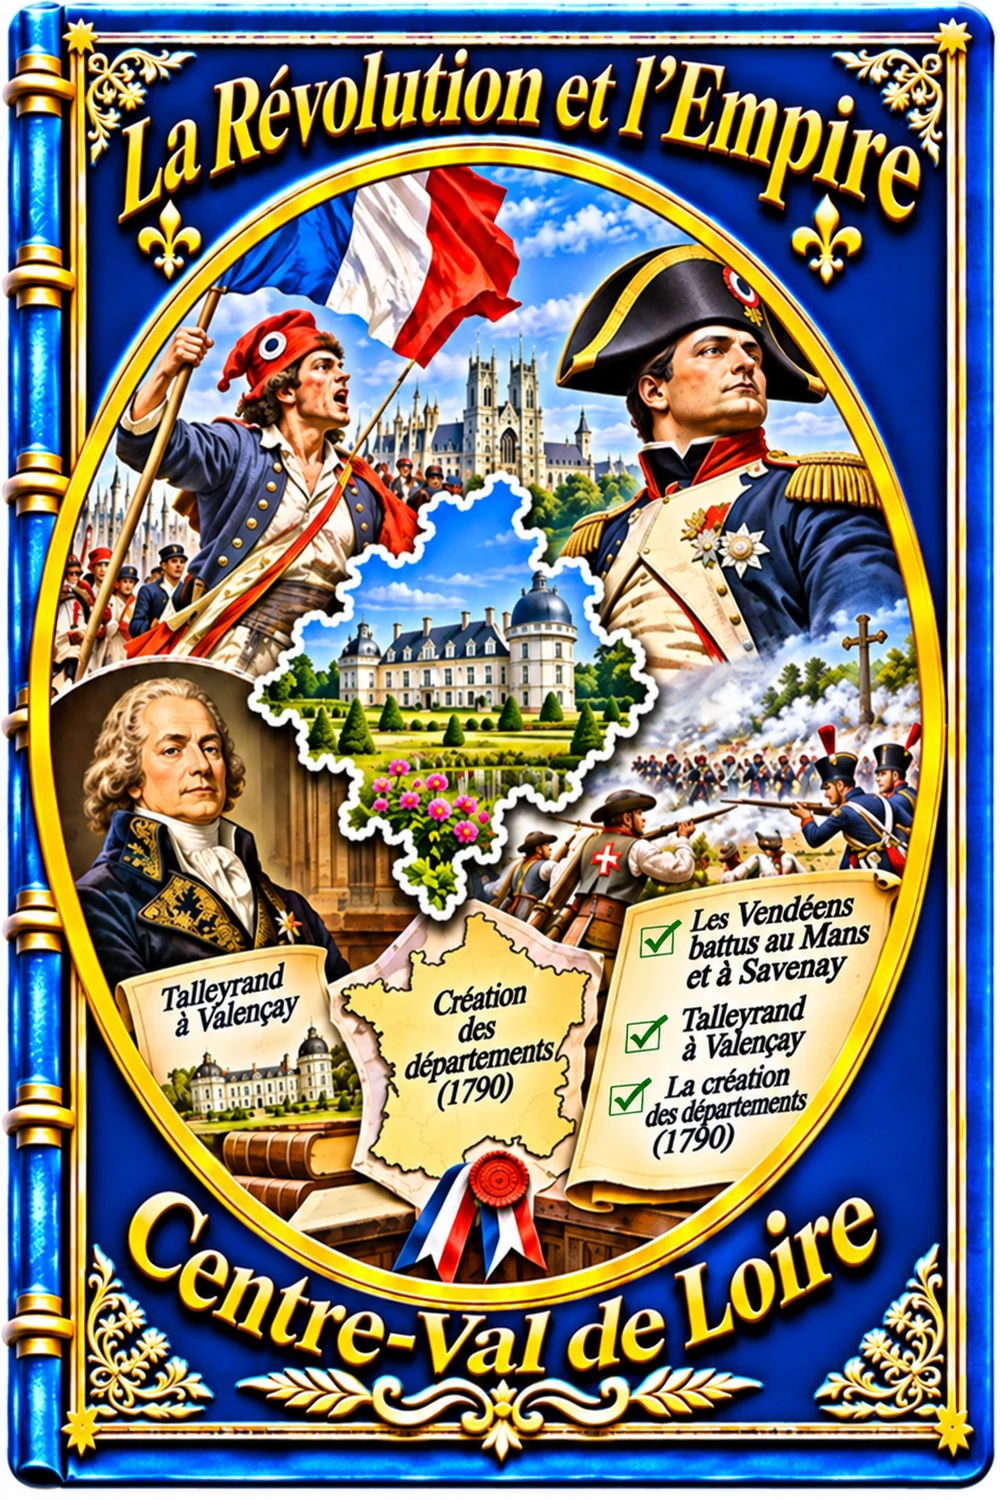 La Révolution et l'Empire
Talleyrand
à Valençay
Création
des
départements
(1790)
Les Vendéens
battus au Mans
et à Savenay
Talleyrand
à Valençay
La création
des départements
(1790)
Centre-Val de Loire